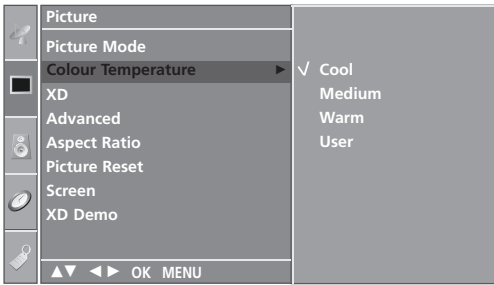 Picture
Picture Mode
Colour Temperature ►
XD
Advanced
Aspect Ratio
Picture Reset
Screen
XD Demo
▲▼ ◄► OK MENU
√ Cool
Medium
Warm
User